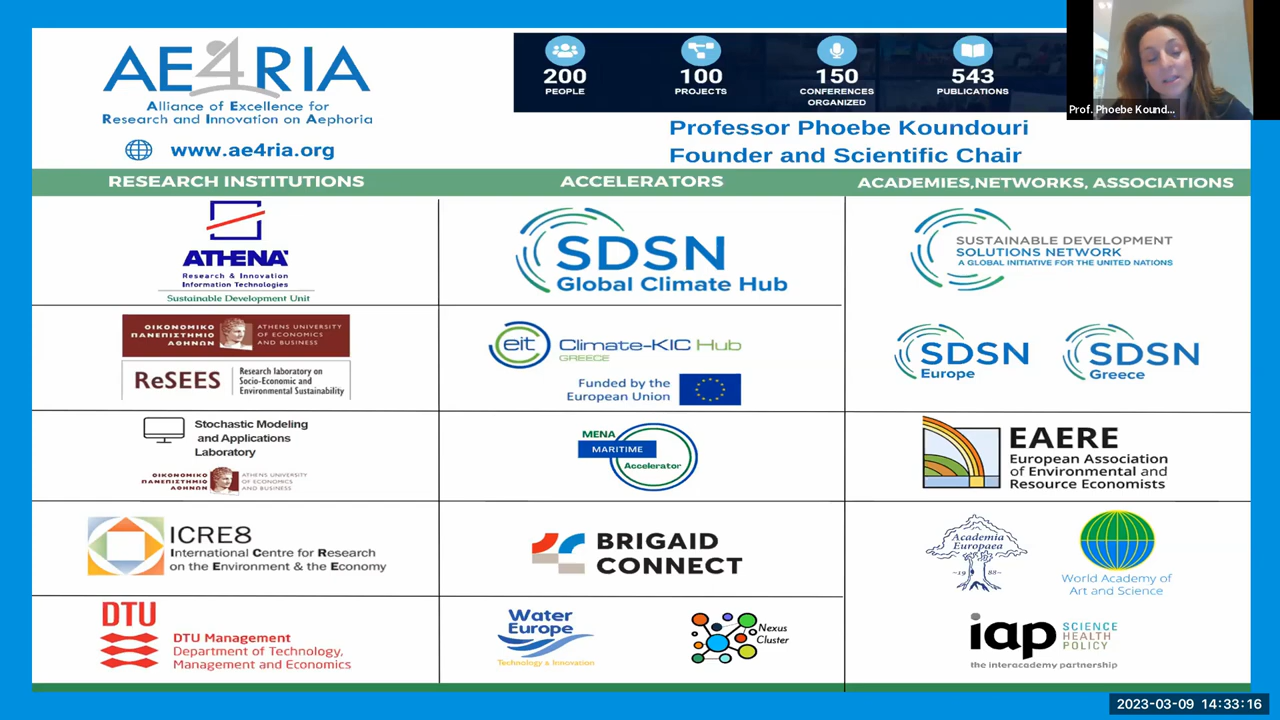 AE4RIA
Alliance of Excellence for
Research and Innovation on Aephoria
www.ae4ria.org
200
PEOPLE
100
PROJECTS
150
CONFERENCES
ORGANIZED
543
PUBLICATIONS
Prof. Phoebe Kound...
Professor Phoebe Koundouri
Founder and Scientific Chair
RESEARCH INSTITUTIONS
ACCELERATORS
ACADEMIES,NETWORKS, ASSOCIATIONS
ATHENA
Research & Innovation
Information Technologies
Sustainable Development Unit
SDSN
Global Climate Hub
SUSTAINABLE DEVELOPMENT
SOLUTIONS NETWORK
A GLOBAL INITIATIVE FOR THE UNITED NATIONS
ΟΙΚΟΝΟΜΙΚΟ
ΠΑΝΕΠΙΣΤΗΜΙΟ
ΑΘΗΝΩΝ
ATHENS UNIVERSITY
OF ECONOMICS
AND BUSINESS
ReSEES
Research laboratory on
Socio-Economic and
Environmental Sustainability
eit
Climate-KIC Hub
GREECE
Funded by the
European Union
SDSN
Europe
SDSN
Greece
Stochastic Modeling
and Applications
Laboratory
ΟΙΚΟΝΟΜΙΚΟ
ΠΑΝΕΠΙΣΤΗΜΙΟ
ΑΘΗΝΩΝ
ATHENS UNIVERSITY
OF ECONOMICS
AND BUSINESS
MENA
MARITIME
Accelerator
EAERE
European Association
of Environmental and
Resource Economists
ICRE8
International Centre for Research
on the Environment & the Economy
BRIGAID
CONNECT
Academia
Europaea
~19 88~
World Academy of
Art and Science
DTU
DTU Management
Department of Technology,
Management and Economics
Water
Europe
Technology & Innovation
Nexus
Cluster
iap
SCIENCE
HEALTH
POLICY
the interacademy partnership
2023-03-09 14:33:16